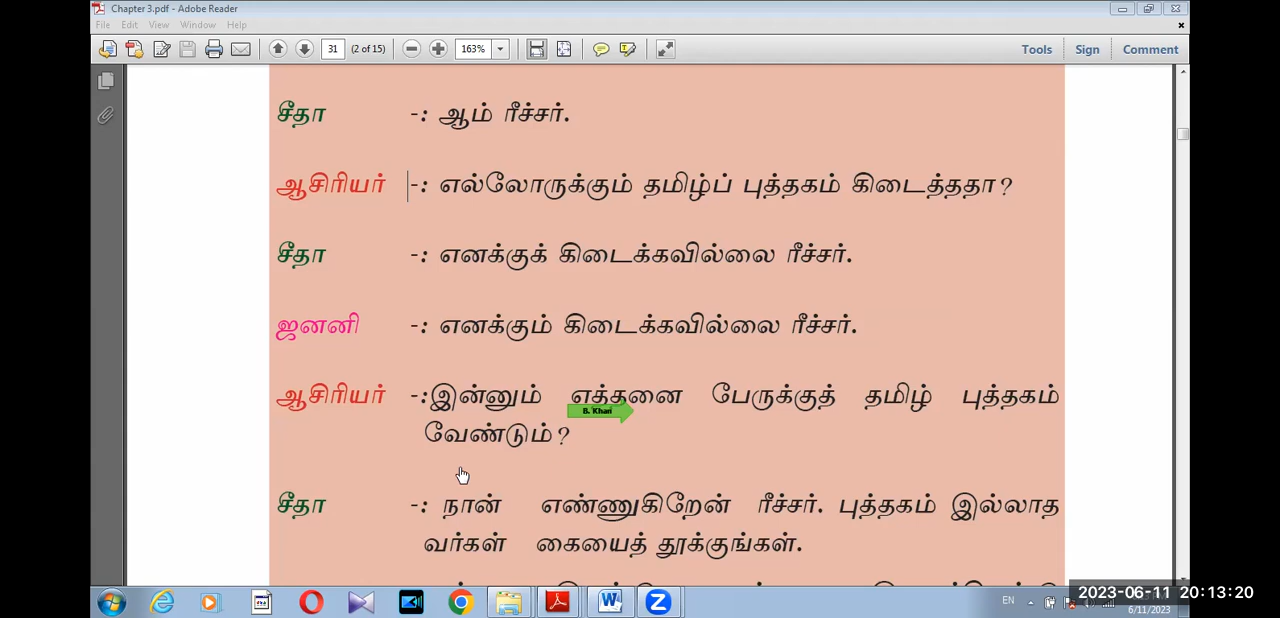 Chapter 3.pdf - Adobe Reader
File Edit View Window Help
31 (2 of 15) 163% Tools Sign Comment
சீதா -: ஆம் ரீச்சர்.
ஆசிரியர் -: எல்லோருக்கும் தமிழ்ப் புத்தகம் கிடைத்ததா?
சீதா -: எனக்குக் கிடைக்கவில்லை ரீச்சர்.
ஜனனி -: எனக்கும் கிடைக்கவில்லை ரீச்சர்.
ஆசிரியர் -:இன்னும் எத்தனை பேருக்குத் தமிழ் புத்தகம்
B. Khan
வேண்டும்?
சீதா -: நான் எண்ணுகிறேன் ரீச்சர். புத்தகம் இல்லாத
வர்கள் கையைத் தூக்குங்கள்.
EN
2023-06-11 20:13:20
6/11/2023